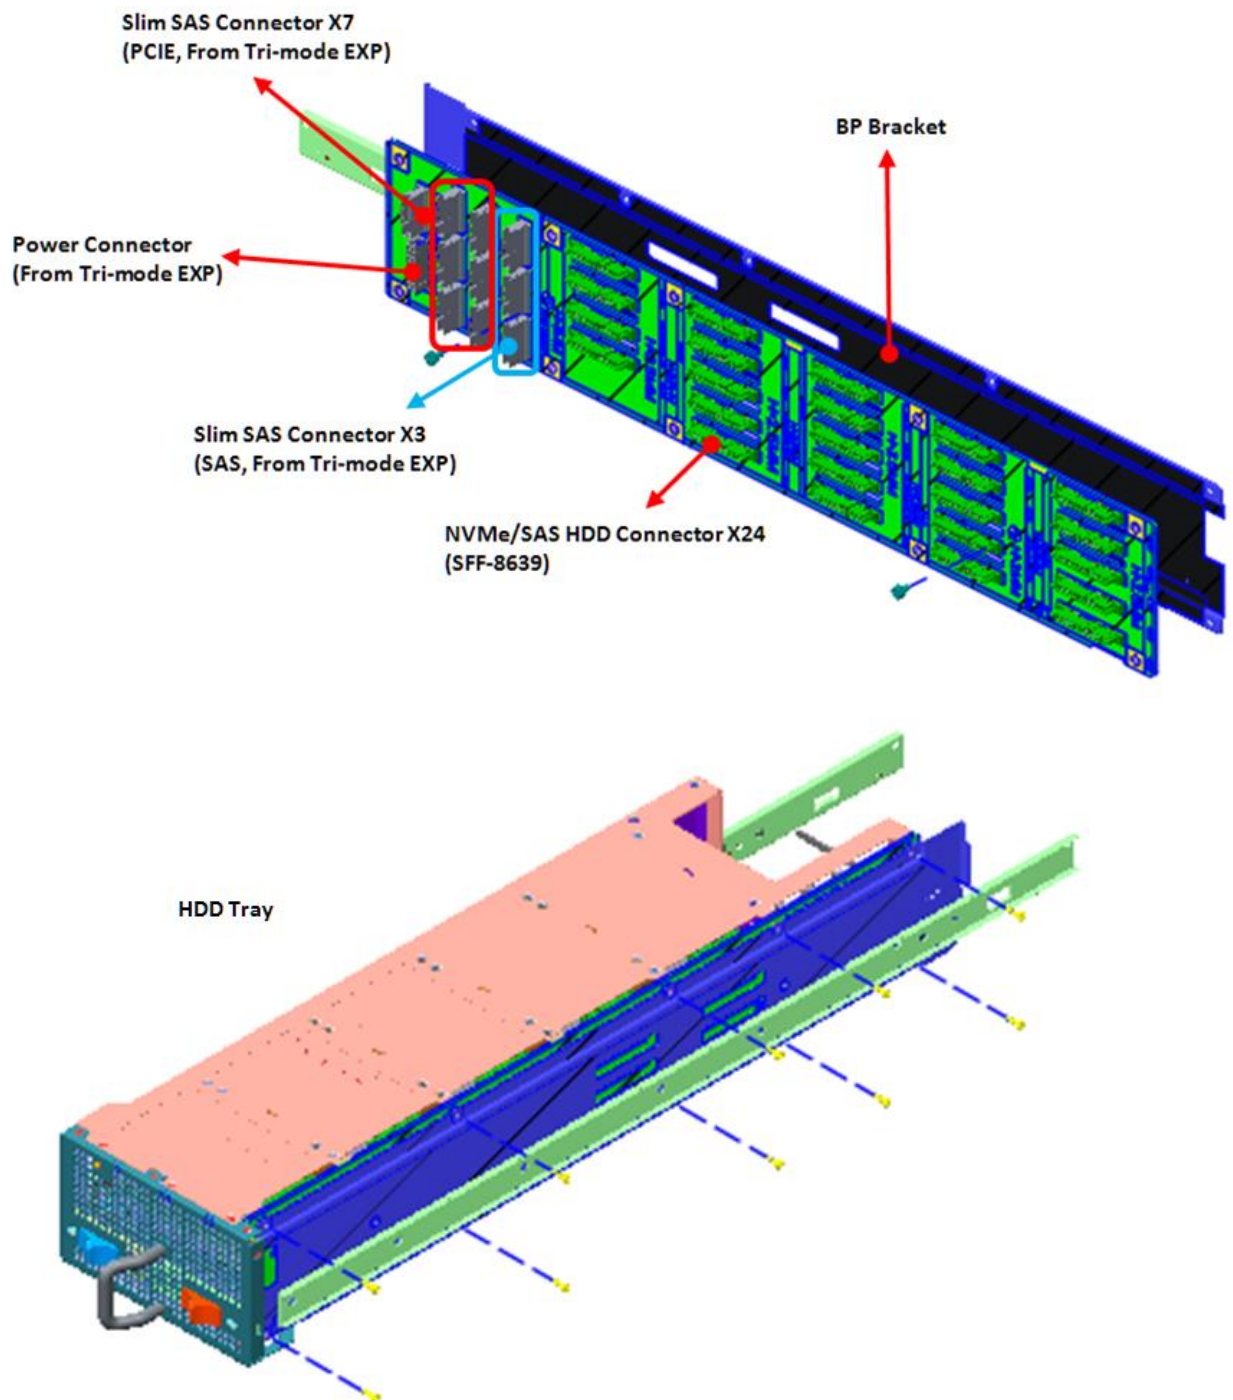 Slim SAS Connector X7
(PCIE, From Tri-mode EXP)
BP Bracket
Power Connector
(From Tri-mode EXP)
Slim SAS Connector X3
(SAS, From Tri-mode EXP)
NVMe/SAS HDD Connector X24
(SFF-8639)
HDD Tray